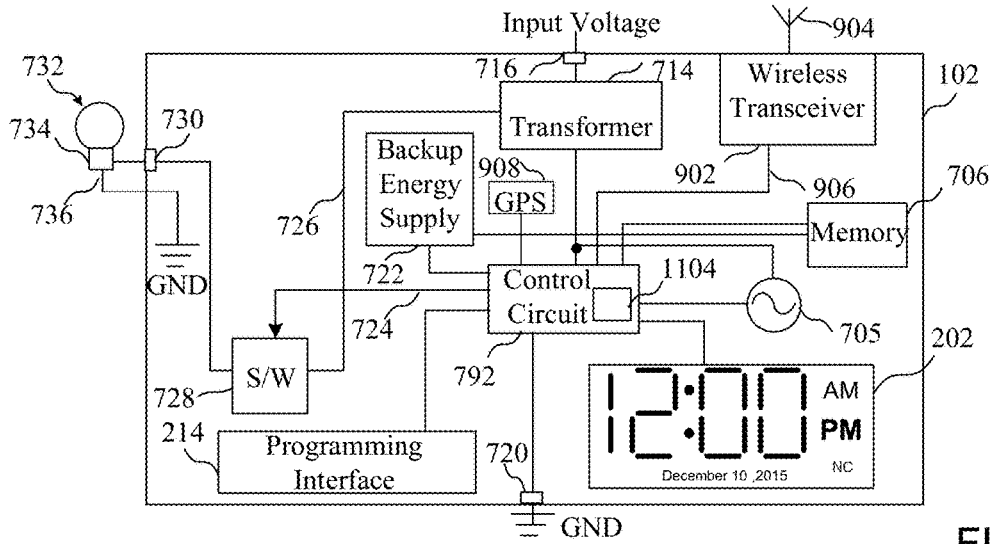 Input Voltage
904
732
716
714
Wireless
Transceiver
102
734
730
Transformer
Backup
Energy
Supply
908
GPS
902
906
706
736
726
Memory
722
Control
Circuit
1104
GND
724
705
202
792
S/W
728
12:00
AM
PM
NC
December 10 ,2015
214
Programming
Interface
720
GND